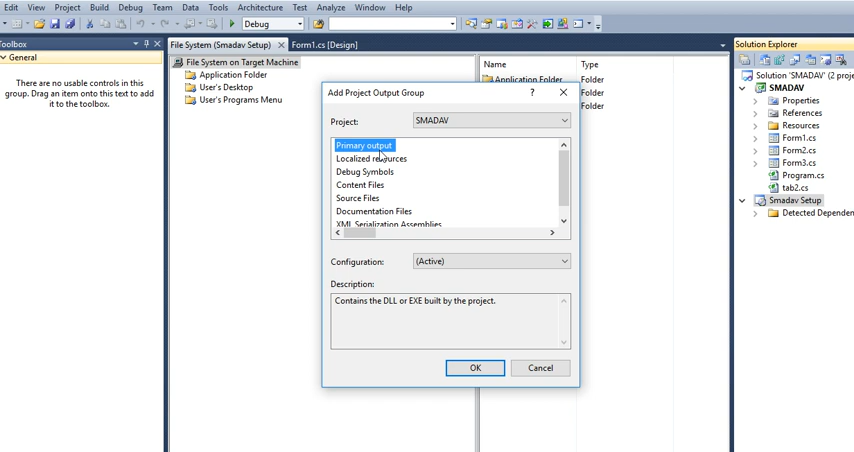 Edit View Project Build Debug Team Data Tools Architecture Test Analyze Window Help
Debug
Toolbox
General
There are no usable controls in this
group. Drag an item onto this text to add
it to the toolbox.
File System (Smadav Setup) Form1.cs [Design]
File System on Target Machine
Application Folder
User's Desktop
User's Programs Menu
Name Type
Application Folder Folder
Folder
Folder
Add Project Output Group
Project: SMADAV
Primary output
Localized resources
Debug Symbols
Content Files
Source Files
Documentation Files
XML Serialization Assemblies
Configuration: (Active)
Description:
Contains the DLL or EXE built by the project.
OK Cancel
Solution Explorer
Solution 'SMADAV' (2 proje
SMADAV
Properties
References
Resources
Form1.cs
Form2.cs
Form3.cs
Program.cs
tab2.cs
Smadav Setup
Detected Dependen